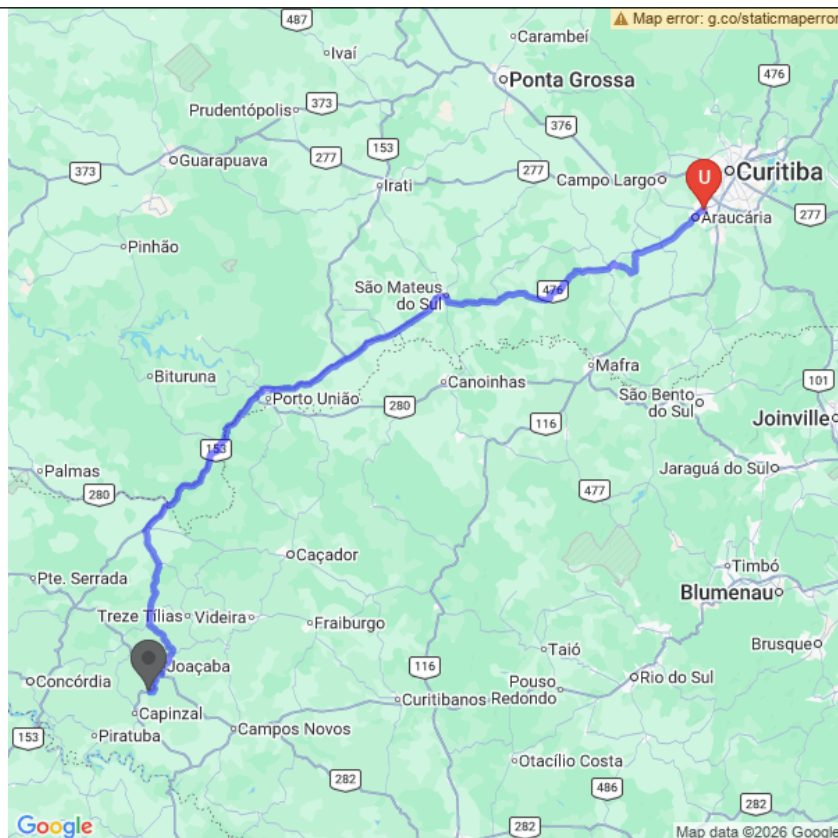 487
Map error: g.co/staticmaperror
Carambeí
Ivaí
476
Ponta Grossa
Prudentópolis
373
376
153
Guarapuava
277
277
373
Campo Largo
Curitiba
Irati
U
Araucária
277
Pinhão
São Mateus
do Sul
476
Mafra
Bituruna
Canoinhas
101
Porto União
280
São Bento
do Sul
116
Joinville
153
Jaraguá do Sul
Palmas
280
477
Caçador
Timbó
Pte. Serrada
Blumenau
Treze Tílias
Videira
Fraiburgo
Brusque
Taió
Joaçaba
116
Rio do Sul
Concórdia
Pouso
Redondo
Curitibanos
Capinzal
Campos Novos
153
Piratuba
Otacílio Costa
282
486
282
282
Google
Map data ©2026 Google